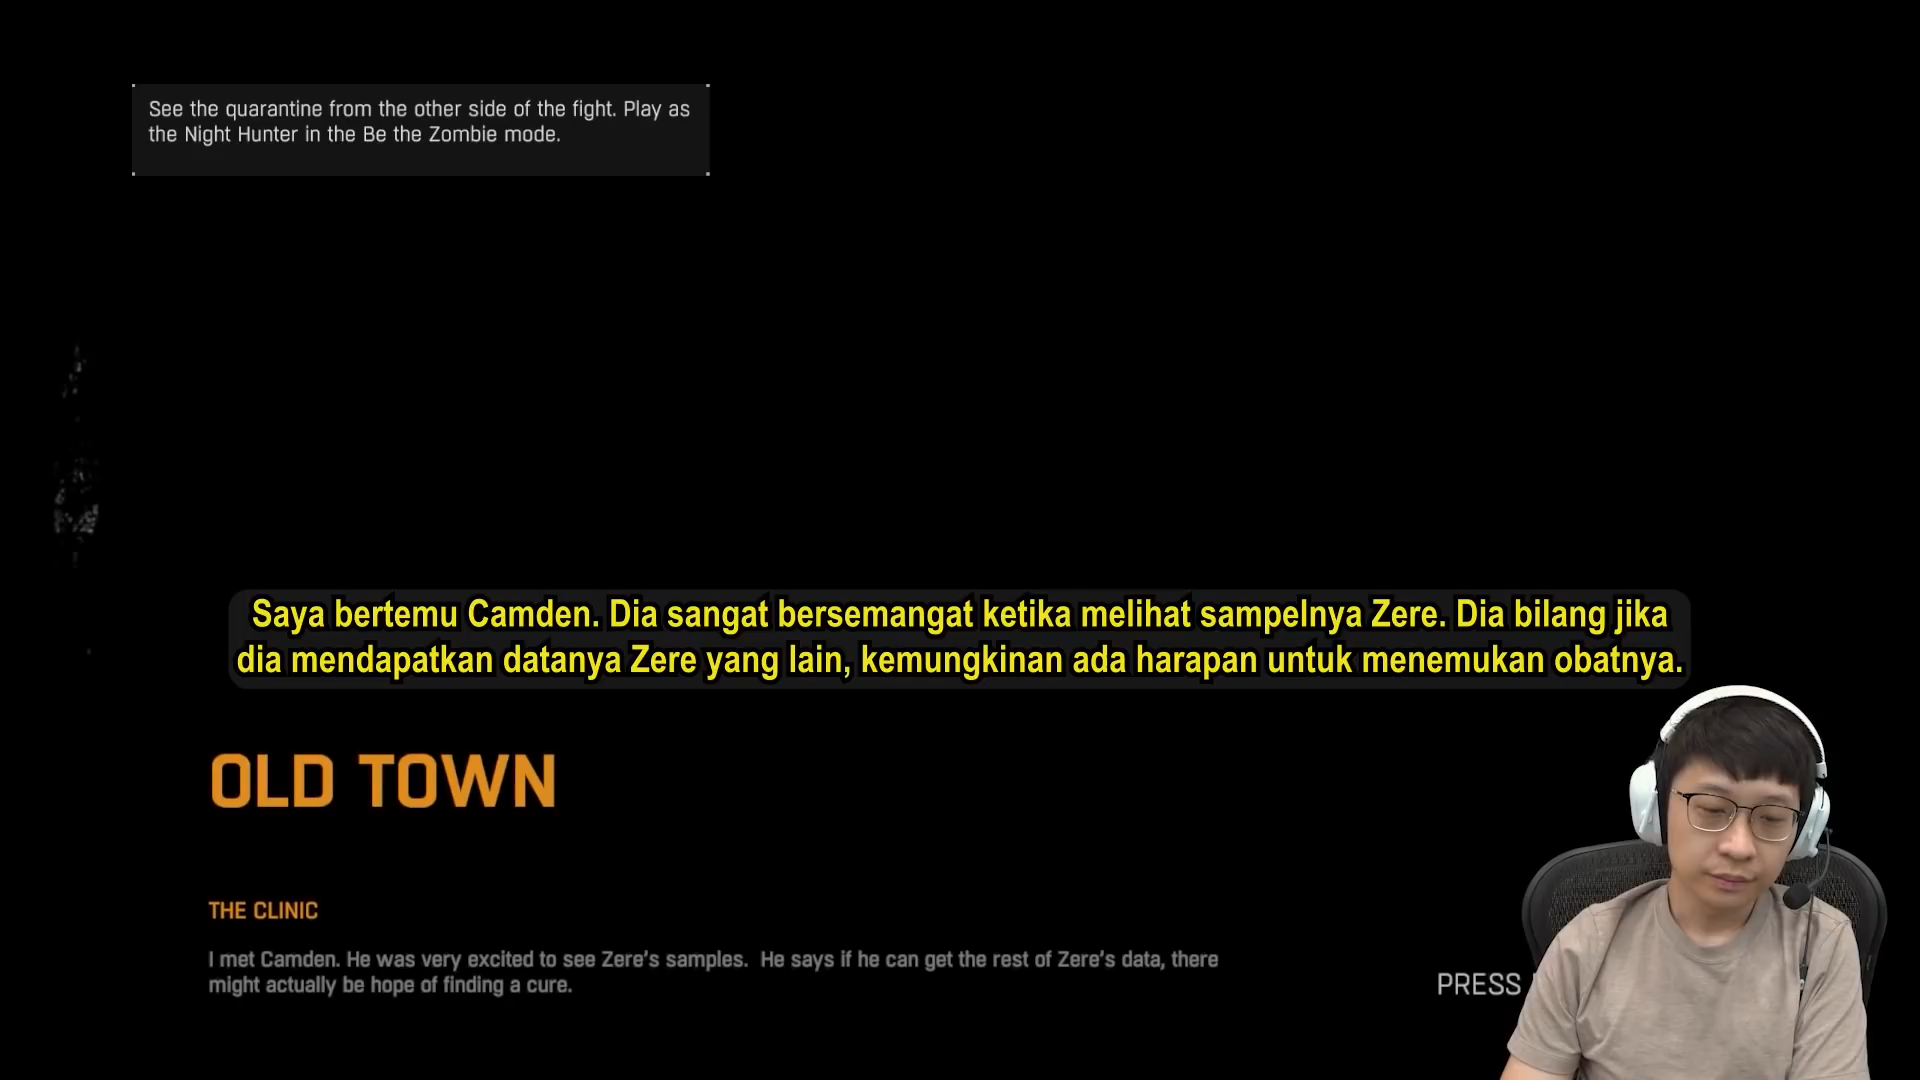 See the quarantine from the other side of the fight. Play as
the Night Hunter in the Be the Zombie mode.
Saya bertemu Camden. Dia sangat bersemangat ketika melihat sampelnya Zere. Dia bilang jika
dia mendapatkan datanya Zere yang lain, kemungkinan ada harapan untuk menemukan obatnya.
OLD TOWN
THE CLINIC
I met Camden. He was very excited to see Zere's samples. He says if he can get the rest of Zere's data, there
might actually be hope of finding a cure.
PRESS